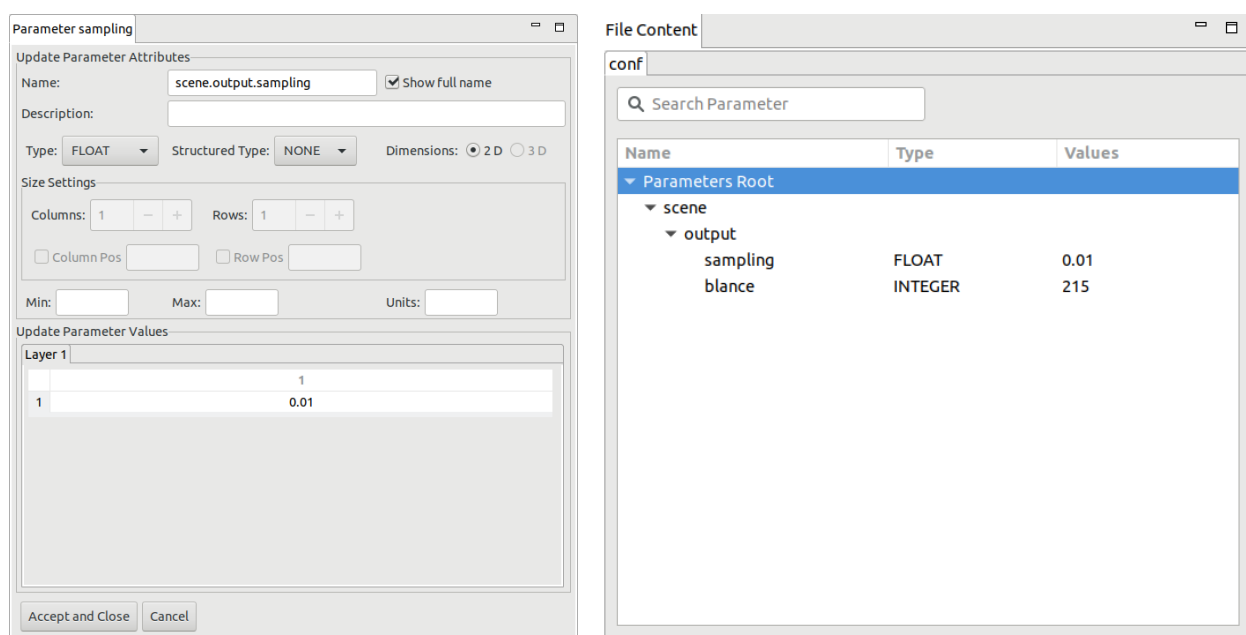 Parameter sampling
Update Parameter Attributes
Name: scene.output.sampling Show full name
Description:
Type: FLOAT Structured Type: NONE Dimensions: 2 D 3 D
Size Settings
Columns: 1 − + Rows: 1 − +
Column Pos Row Pos
Min: Max: Units:
Update Parameter Values
Layer 1
1
1 0.01
Accept and Close Cancel
File Content
conf
Search Parameter
Name Type Values
Parameters Root
scene
output
sampling FLOAT 0.01
blance INTEGER 215